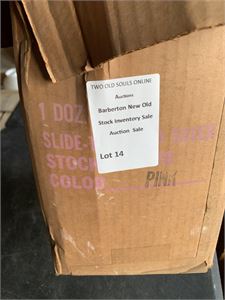 TWO OLD SOULS ONLINE
Auctions
Barberton New Old
Stock Inventory Sale
Auction Sale
Lot 14
1 DOZ
SLIDE-
STOC
COLOR PINK